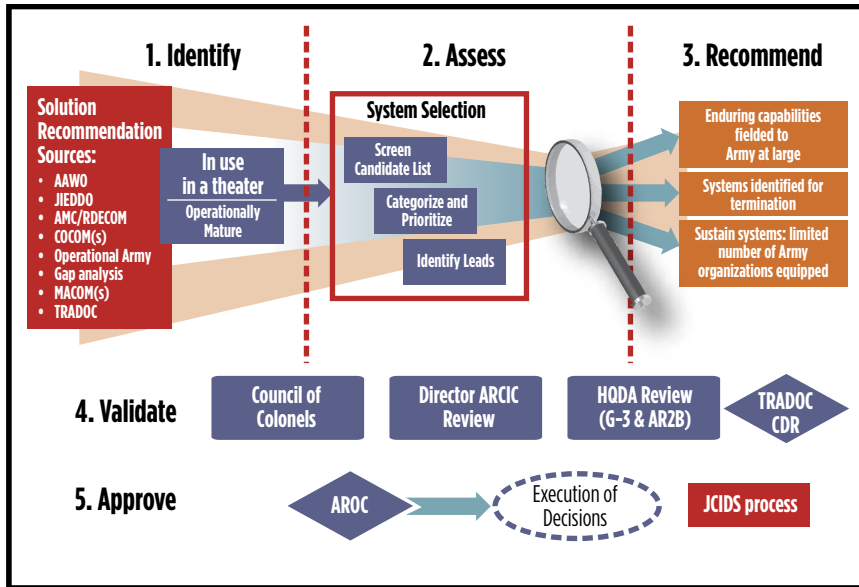 1. Identify
2. Assess
3. Recommend
Solution
Recommendation
Sources:
• AAWO
• JIEDDO
• AMC/RDECOM
• COCOM(s)
• Operational Army
• Gap analysis
• MACOM(s)
• TRADOC
In use
in a theater
Operationally
Mature
System Selection
Screen
Candidate List
Categorize and
Prioritize
Identify Leads
Enduring capabilities
fielded to
Army at large
Systems identified for
termination
Sustain systems: limited
number of Army
organizations equipped
4. Validate
Council of
Colonels
Director ARCIC
Review
HQDA Review
(G-3 & AR2B)
TRADOC
CDR
5. Approve
AROC
Execution of
Decisions
JCIDS process